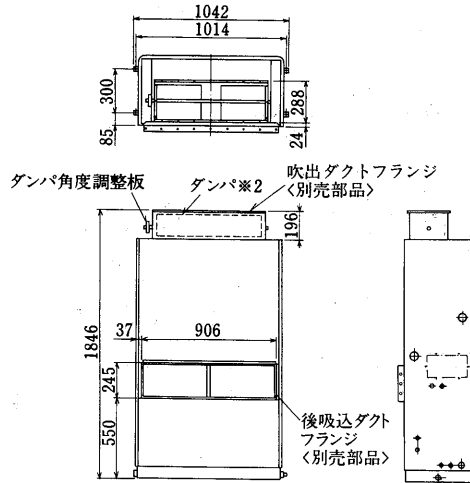 1042
1014
300
85
288
24
ダンパ角度調整板
ダンパ※2
吹出ダクトフランジ
〈別売部品〉
196
1846
37
906
245
550
後吸込ダクト
フランジ
〈別売部品〉